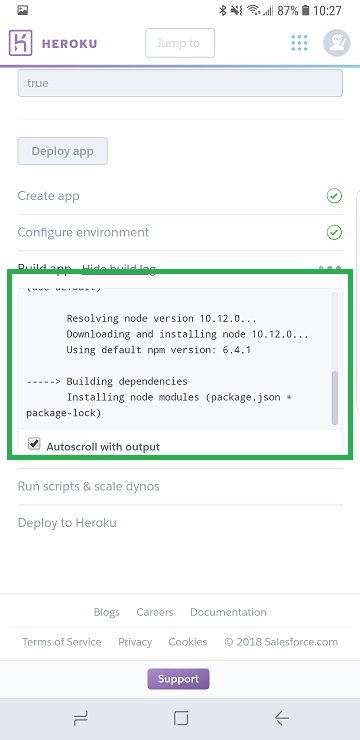 87% 10:27
HEROKU
Jump to
true
Deploy app
Create app
Configure environment
Build app Hide build log
(use default)
Resolving node version 10.12.0...
Downloading and installing node 10.12.0...
Using default npm version: 6.4.1
-----> Building dependencies
Installing node modules (package.json +
package-lock)
Autoscroll with output
Run scripts & scale dynos
Deploy to Heroku
Blogs Careers Documentation
Terms of Service Privacy Cookies © 2018 Salesforce.com
Support